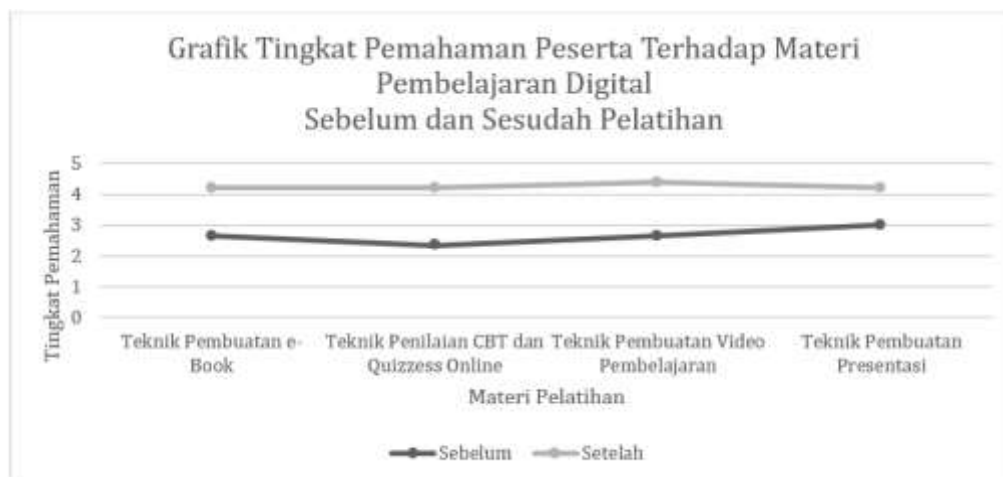 Grafik Tingkat Pemahaman Peserta Terhadap Materi
Pembelajaran Digital
Sebelum dan Sesudah Pelatihan
Tingkat Pemahaman
5
4
3
2
1
0
Teknik Pembuatan e-
Book
Teknik Penilaian CBT dan
Quizzess Online
Teknik Pembuatan Video
Pembelajaran
Teknik Pembuatan
Presentasi
Materi Pelatihan
Sebelum
Setelah